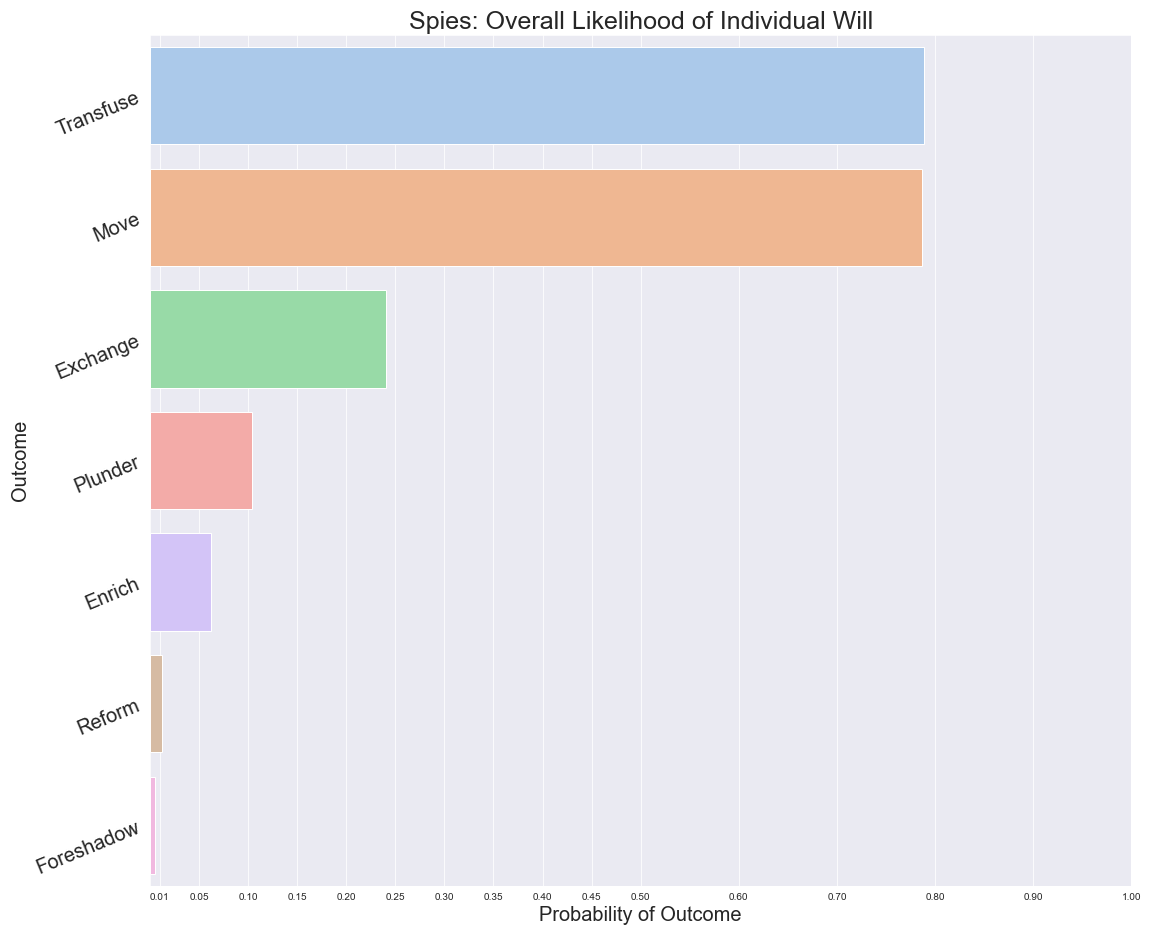 Spies: Overall Likelihood of Individual Will
Transfuse
Move
Exchange
Plunder
Enrich
Reform
Foreshadow
Outcome
0.01 0.05 0.10 0.15 0.20 0.25 0.30 0.35 0.40 0.45 0.50 0.60 0.70 0.80 0.90 1.00
Probability of Outcome